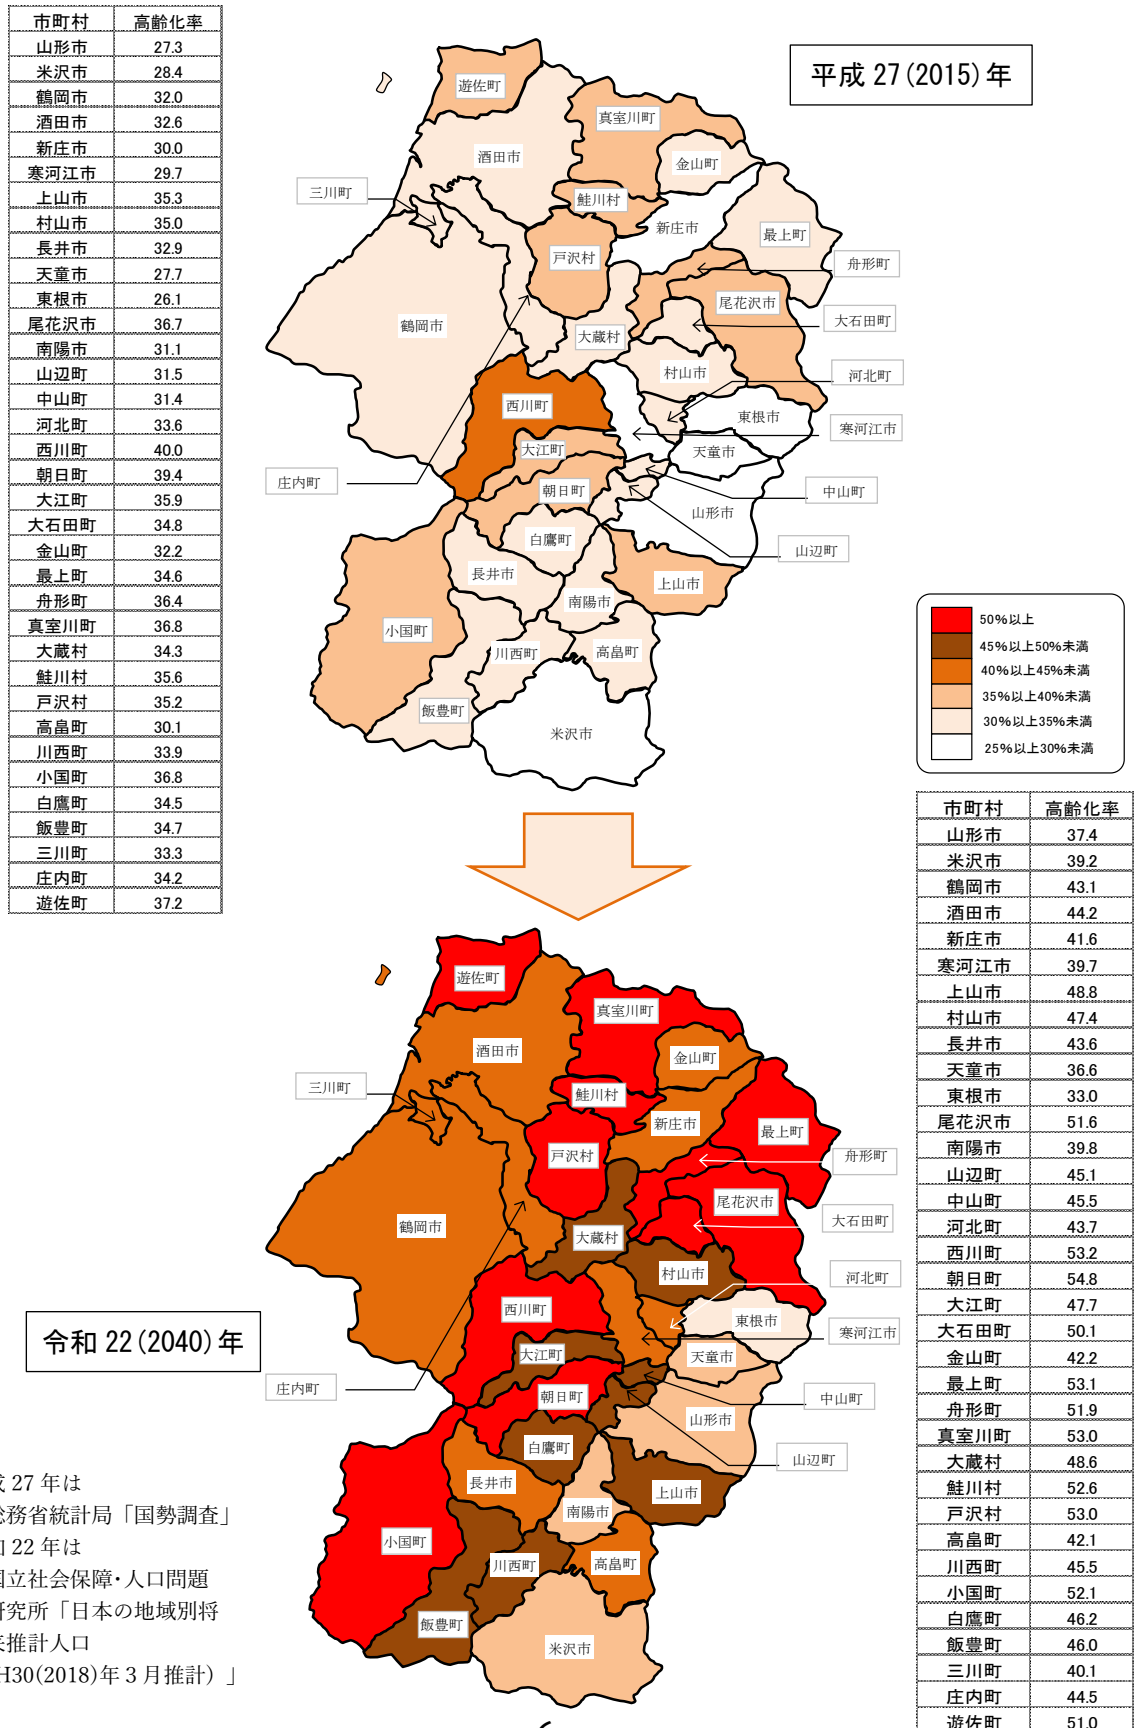 市町村 高齢化率
山形市 27.3
米沢市 28.4
鶴岡市 32.0
酒田市 32.6
新庄市 30.0
寒河江市 29.7
上山市 35.3
村山市 35.0
長井市 32.9
天童市 27.7
東根市 26.1
尾花沢市 36.7
南陽市 31.1
山辺町 31.5
中山町 31.4
河北町 33.6
西川町 40.0
朝日町 39.4
大江町 35.9
大石田町 34.8
金山町 32.2
最上町 34.6
舟形町 36.4
真室川町 36.8
大蔵村 34.3
鮭川村 35.6
戸沢村 35.2
高畠町 30.1
川西町 33.9
小国町 36.8
白鷹町 34.5
飯豊町 34.7
三川町 33.3
庄内町 34.2
遊佐町 37.2
平成 27(2015)年
遊佐町
真室川町
酒田市
金山町
三川町
鮭川村
新庄市
最上町
戸沢村
舟形町
尾花沢市
鶴岡市
大蔵村
大石田町
村山市
河北町
西川町
東根市
寒河江市
大江町
天童市
庄内町
朝日町
中山町
山形市
白鷹町
山辺町
長井市
上山市
南陽市
小国町
川西町
高畠町
飯豊町
米沢市
50%以上
45%以上50%未満
40%以上45%未満
35%以上40%未満
30%以上35%未満
25%以上30%未満
市町村 高齢化率
山形市 37.4
米沢市 39.2
鶴岡市 43.1
酒田市 44.2
新庄市 41.6
寒河江市 39.7
上山市 48.8
村山市 47.4
長井市 43.6
天童市 36.6
東根市 33.0
尾花沢市 51.6
南陽市 39.8
山辺町 45.1
中山町 45.5
河北町 43.7
西川町 53.2
朝日町 54.8
大江町 47.7
大石田町 50.1
金山町 42.2
最上町 53.1
舟形町 51.9
真室川町 53.0
大蔵村 48.6
鮭川村 52.6
戸沢村 53.0
高畠町 42.1
川西町 45.5
小国町 52.1
白鷹町 46.2
飯豊町 46.0
三川町 40.1
庄内町 44.5
遊佐町 51.0
遊佐町
真室川町
酒田市
金山町
三川町
鮭川村
新庄市
最上町
戸沢村
舟形町
尾花沢市
鶴岡市
大蔵村
大石田町
村山市
河北町
西川町
東根市
寒河江市
令和 22(2040)年
大江町
天童市
庄内町
朝日町
中山町
山形市
白鷹町
山辺町
長井市
上山市
南陽市
小国町
川西町
高畠町
飯豊町
米沢市
成 27 年は
総務省統計局「国勢調査」
和 22 年は
国立社会保障・人口問題
研究所「日本の地域別将
来推計人口
H30(2018)年 3 月推計）」